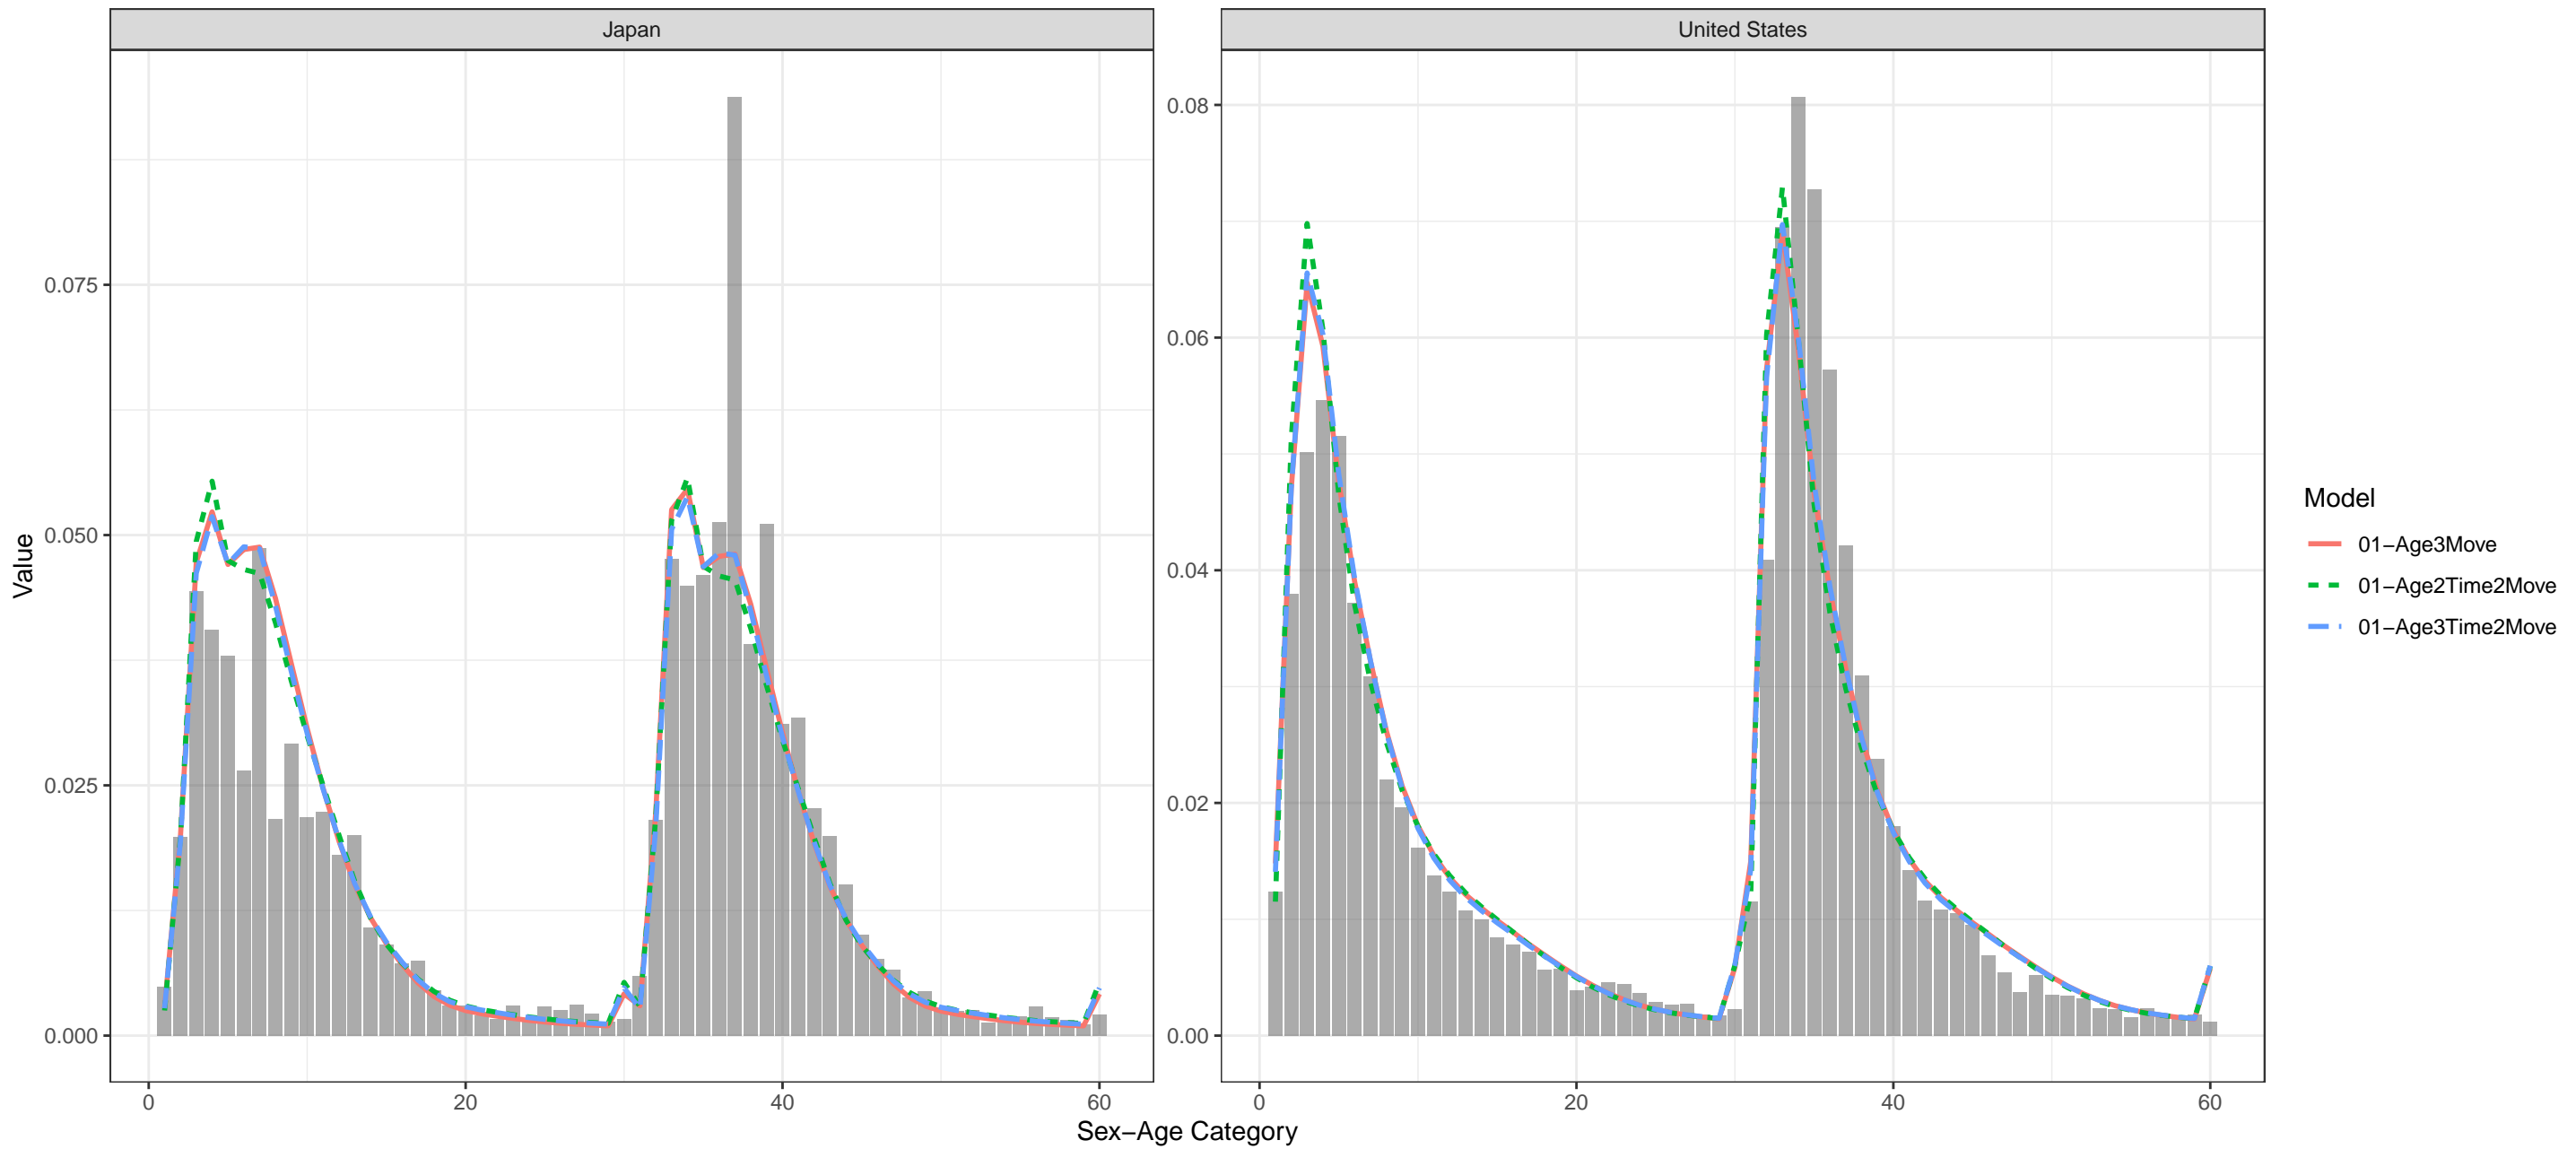 Japan
United States
Value
0.075
0.050
0.025
0.000
0.08
0.06
0.04
0.02
0.00
0 20 40 60
0 20 40 60
Sex−Age Category
Model
01−Age3Move
01−Age2Time2Move
01−Age3Time2Move